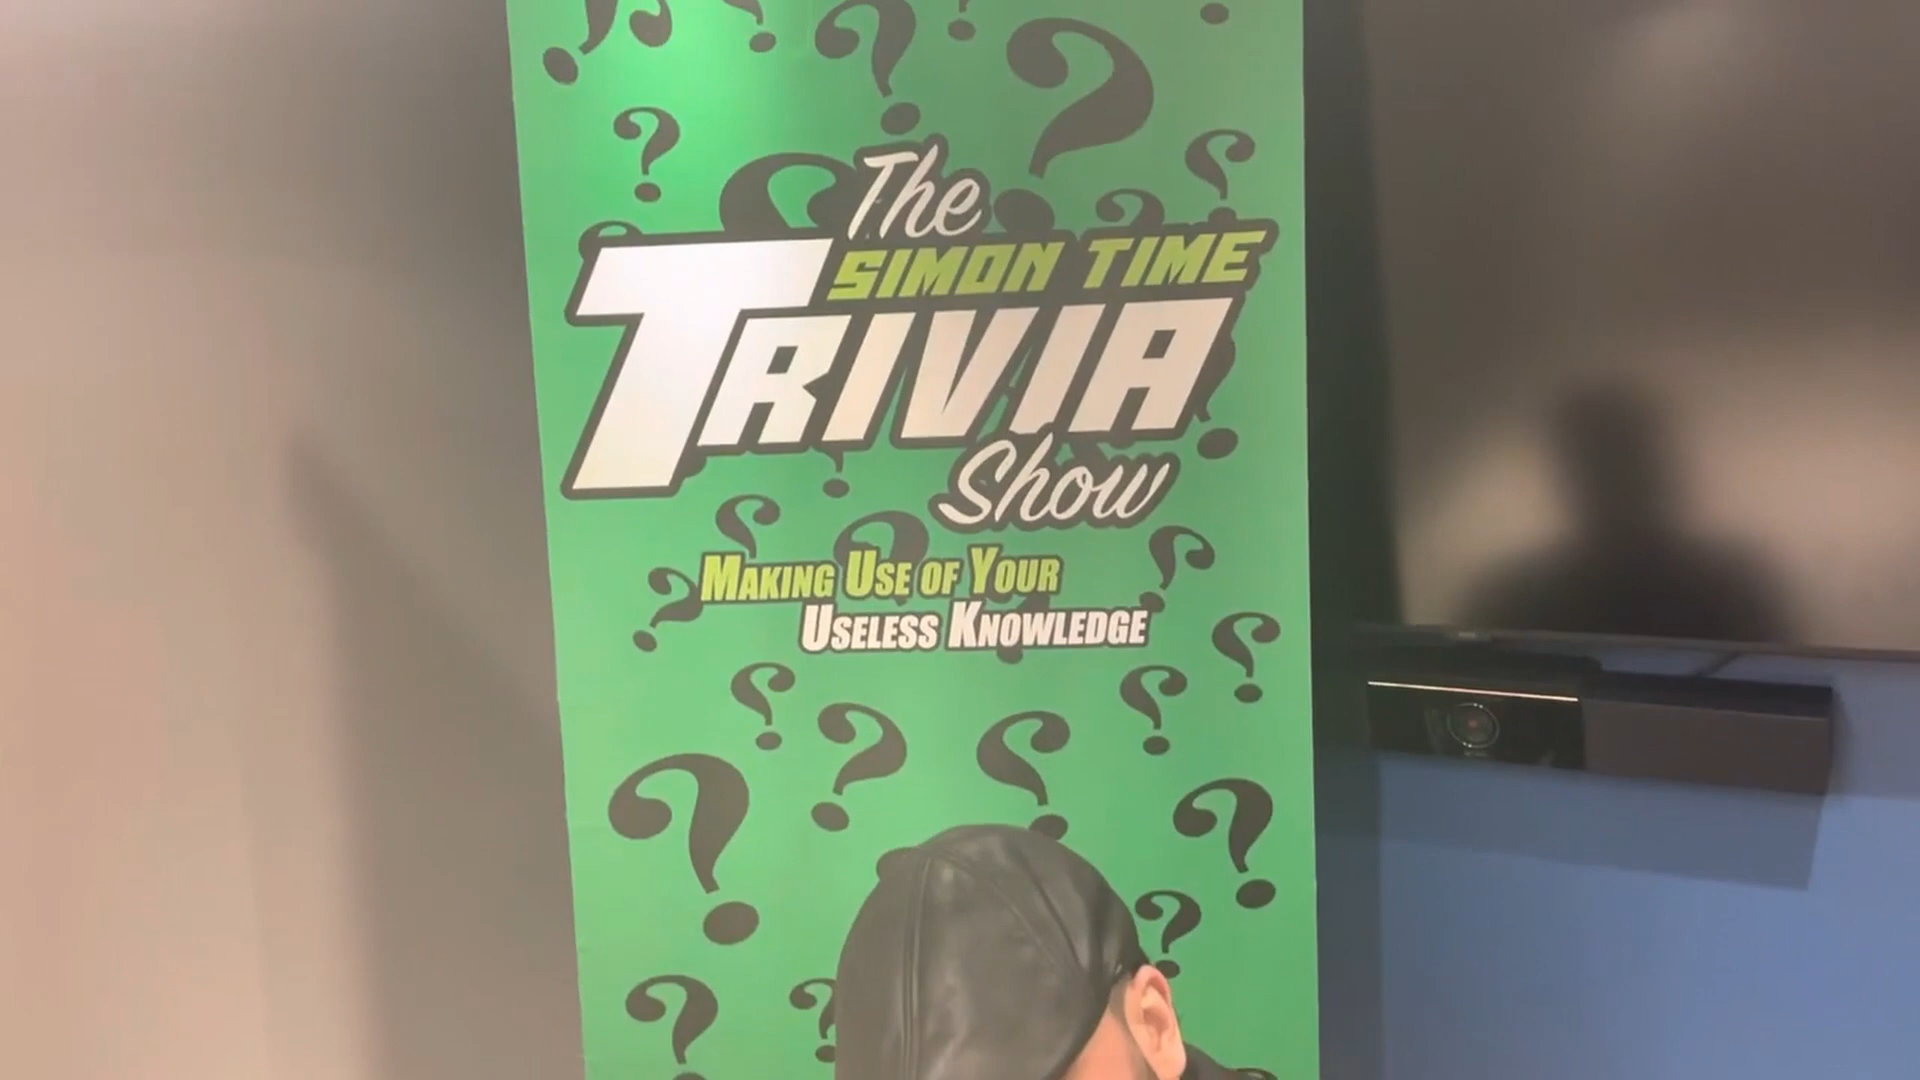 The
SIMON TIME
TRIVIA
Show
MAKING USE OF YOUR
USELESS KNOWLEDGE